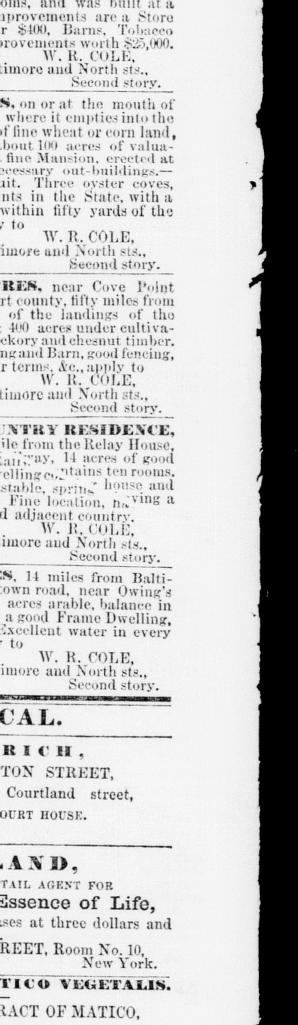 oms, and was built at a
mprovements are a Store
r $400, Barns, Tobacco
provements worth $25,000.
W. R. COLE,
timore and North sts.,
Second story.
S, on or at the mouth of
where it empties into the
of fine wheat or corn land,
bout 100 acres of valua-
fine Mansion, erected at
ecessary out-buildings.—
uit. Three oyster coves,
nts in the State, with a
within fifty yards of the
y to
W. R. COLE,
imore and North sts.,
Second story.
RES, near Cove Point
rt county, fifty miles from
of the landings of the
400 acres under cultiva-
ckory and chesnut timber.
ng and Barn, good fencing,
r terms, &c., apply to
W. R. COLE,
timore and North sts.,
Second story.
UNTRY RESIDENCE,
ile from the Relay House,
Railway, 14 acres of good
elling contains ten rooms.
stable, spring house and
Fine location, having a
d adjacent country.
W. R. COLE,
imore and North sts.,
Second story.
ES, 14 miles from Balti-
town road, near Owing's
acres arable, balance in
a good Frame Dwelling,
Excellent water in every
to
W. R. COLE,
imore and North sts.,
Second story.
CAL.
RICH,
TON STREET,
Courtland street,
OURT HOUSE.
LAND,
TAIL AGENT FOR
Essence of Life,
ses at three dollars and
REET, Room No. 10,
New York.
TICO VEGETALIS.
RACT OF MATICO,